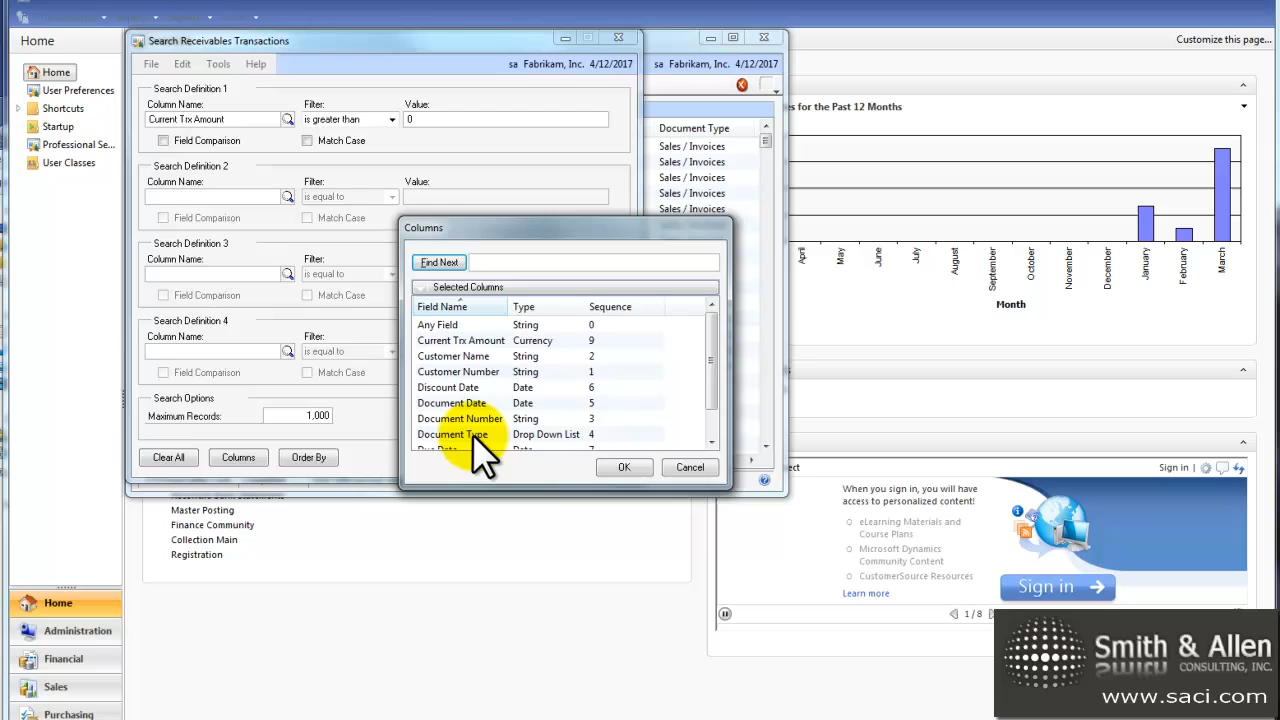 Home
Customize this page...
Home
User Preferences
Shortcuts
Startup
Professional Se...
User Classes
Search Receivables Transactions
File Edit Tools Help
sa Fabrikam, Inc. 4/12/2017
sa Fabrikam, Inc. 4/12/2017
Search Definition 1
Column Name: Filter: Value:
Current Trx Amount is greater than 0
Field Comparison Match Case
Search Definition 2
Column Name: Filter: Value:
is equal to
Field Comparison Match Case
Search Definition 3
Column Name: Filter:
is equal to
Field Comparison Match Case
Search Definition 4
Column Name: Filter:
is equal to
Field Comparison Match Case
Search Options
Maximum Records: 1,000
Clear All Columns Order By
Document Type
Sales / Invoices
Sales / Invoices
Sales / Invoices
Sales / Invoices
Sales / Invoices
Columns
Find Next
Selected Columns
Field Name Type Sequence
Any Field String 0
Current Trx Amount Currency 9
Customer Name String 2
Customer Number String 1
Discount Date Date 6
Document Date Date 5
Document Number String 3
Document Type Drop Down List 4
OK Cancel
es for the Past 12 Months
April
May
June
July
August
September
October
November
December
January
February
March
Month
Master Posting
Finance Community
Collection Main
Registration
ect
Sign in
When you sign in, you will have
access to personalized content!
eLearning Materials and
Course Plans
Microsoft Dynamics
Community Content
CustomerSource Resources
Learn more
Sign in
1 / 8
Home
Administration
Financial
Sales
Purchasing
Smith & Allen
CONSULTING, INC.
www.saci.com